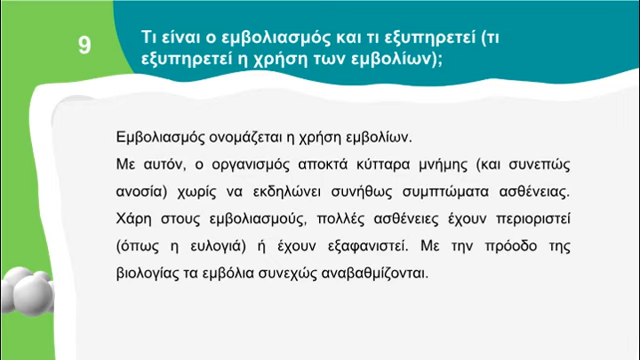 9
Τι είναι ο εμβολιασμός και τι εξυπηρετεί (τι
εξυπηρετεί η χρήση των εμβολίων);
Εμβολιασμός ονομάζεται η χρήση εμβολίων.
Με αυτόν, ο οργανισμός αποκτά κύτταρα μνήμης (και συνεπώς
ανοσία) χωρίς να εκδηλώνει συνήθως συμπτώματα ασθένειας.
Χάρη στους εμβολιασμούς, πολλές ασθένειες έχουν περιοριστεί
(όπως η ευλογιά) ή έχουν εξαφανιστεί. Με την πρόοδο της
βιολογίας τα εμβόλια συνεχώς αναβαθμίζονται.